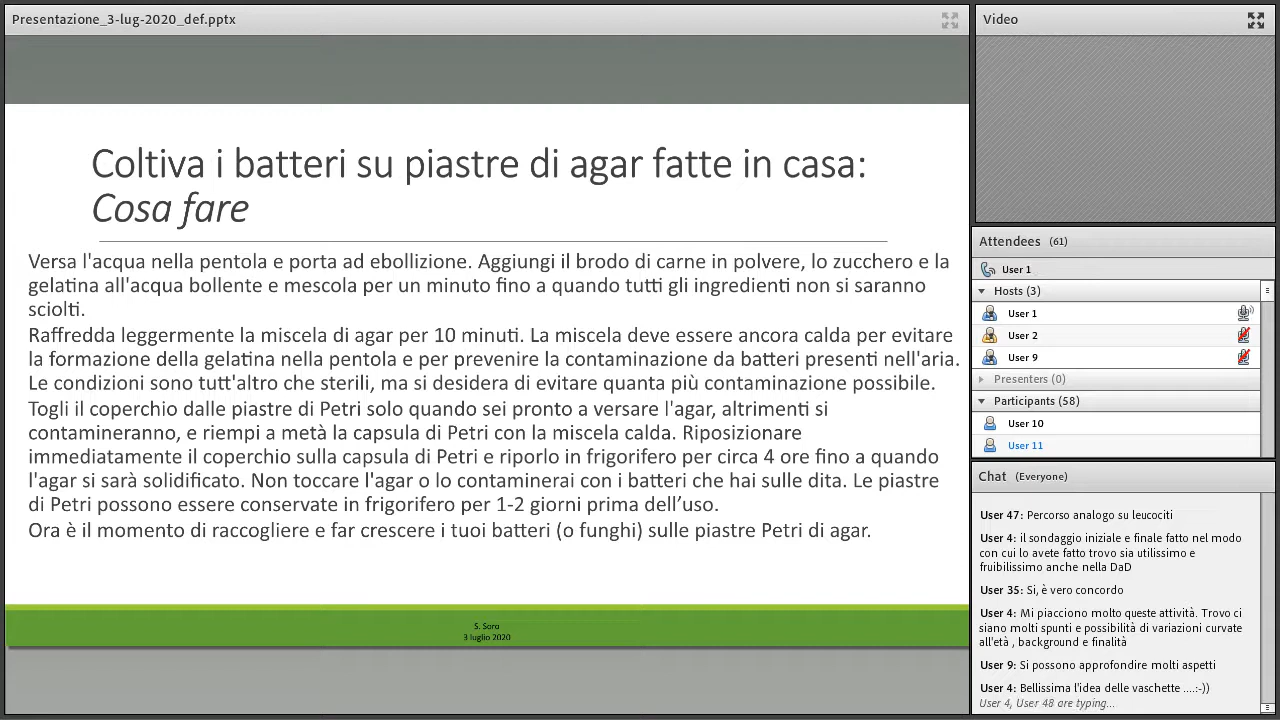 Presentazione_3-lug-2020_def.pptx
Coltiva i batteri su piastre di agar fatte in casa:
Cosa fare
Versa l'acqua nella pentola e porta ad ebollizione. Aggiungi il brodo di carne in polvere, lo zucchero e la
gelatina all'acqua bollente e mescola per un minuto fino a quando tutti gli ingredienti non si saranno
sciolti.
Raffredda leggermente la miscela di agar per 10 minuti. La miscela deve essere ancora calda per evitare
la formazione della gelatina nella pentola e per prevenire la contaminazione da batteri presenti nell'aria.
Le condizioni sono tutt'altro che sterili, ma si desidera di evitare quanta più contaminazione possibile.
Togli il coperchio dalle piastre di Petri solo quando sei pronto a versare l'agar, altrimenti si
contamineranno, e riempi a metà la capsula di Petri con la miscela calda. Riposizionare
immediatamente il coperchio sulla capsula di Petri e riporlo in frigorifero per circa 4 ore fino a quando
l'agar si sarà solidificato. Non toccare l'agar o lo contaminerai con i batteri che hai sulle dita. Le piastre
di Petri possono essere conservate in frigorifero per 1-2 giorni prima dell’uso.
Ora è il momento di raccogliere e far crescere i tuoi batteri (o funghi) sulle piastre Petri di agar.
S. Soro
3 luglio 2020
Video
Attendees (61)
User 1
Hosts (3)
User 1
User 2
User 9
Presenters (0)
Participants (58)
User 10
User 11
Chat (Everyone)
User 47: Percorso analogo su leucociti
User 4: il sondaggio iniziale e finale fatto nel modo
con cui lo avete fatto trovo sia utilissimo e
fruibilissimo anche nella DaD
User 35: Si, è vero concordo
User 4: Mi piacciono molto queste attività. Trovo ci
siano molti spunti e possibilità di variazioni curvate
all'età , background e finalità
User 9: Si possono approfondire molti aspetti
User 4: Bellissima l'idea delle vaschette ....:-))
User 4, User 48 are typing...